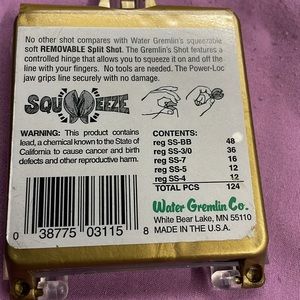 No other shot compares with Water Gremlin's squeezable
soft REMOVABLE Split Shot. The Gremlin's Shot features a
controlled hinge that allows you to squeeze it on and off the
line with your fingers. No tools are needed. The Power-Loc
jaw grips line securely with no damage.
SQUEEZE
WARNING: This product contains
lead, a chemical known to the State of
California to cause cancer and birth
defects and other reproductive harm.
CONTENTS:
reg SS-BB 48
reg SS-3/0 36
reg SS-7 16
reg SS-5 12
reg SS-4 12
TOTAL PCS 124
Water Gremlin Co.
White Bear Lake, MN 55110
MADE IN THE U.S.A.
0 38775 03115 8